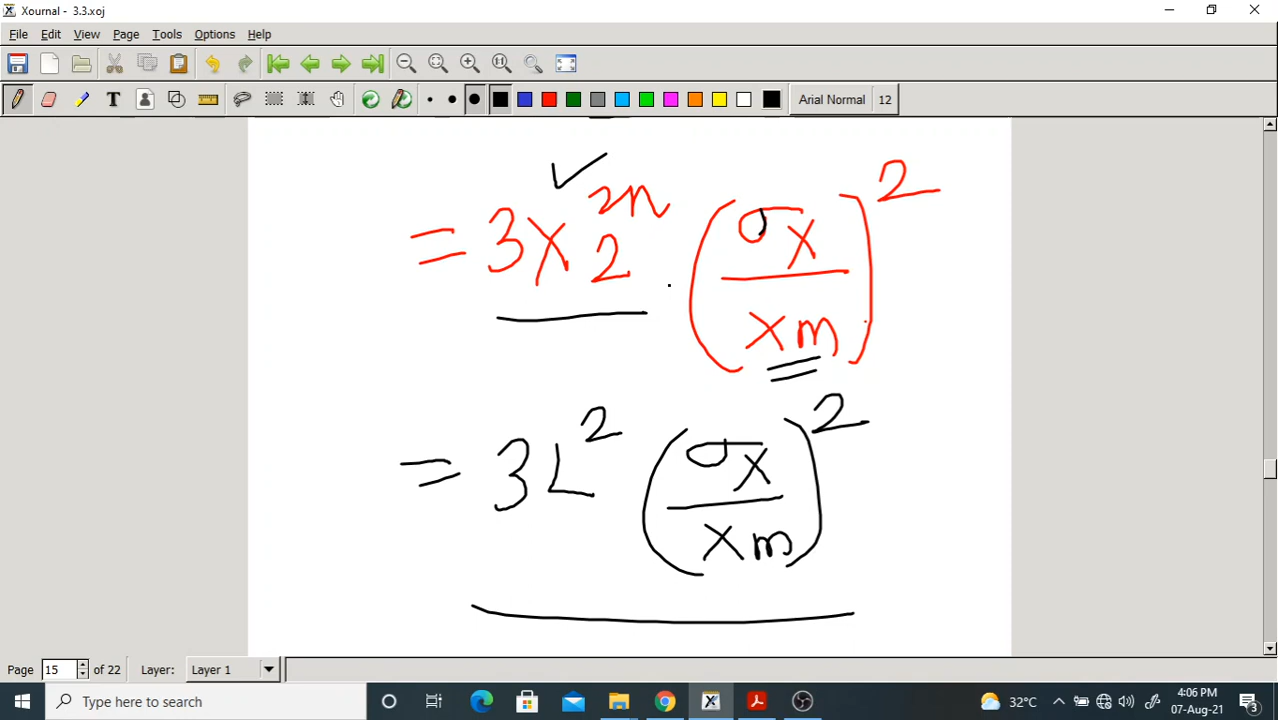 Xournal - 3.3.xoj
File Edit View Page Tools Options Help
Arial Normal 12
= 3 × 2^{2n} · (σx / xm)^2
= 3L^2 (σx / xm)^2
Page 15 of 22 Layer: Layer 1
Type here to search
32°C
4:06 PM
07-Aug-21
3